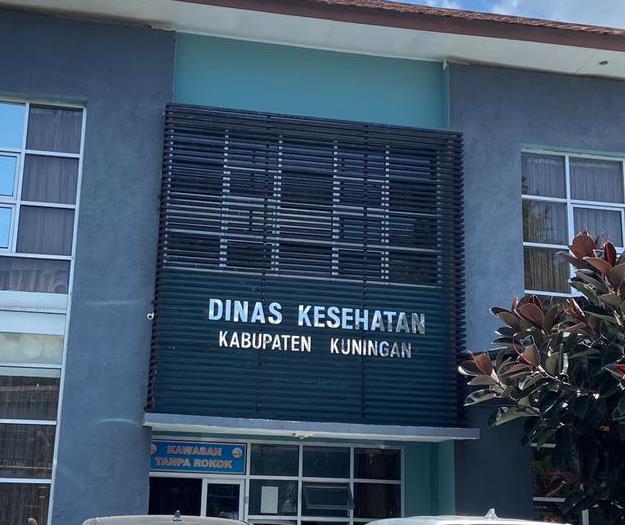 DINAS KESEHATAN
KABUPATEN KUNINGAN
KAWASAN
TANPA ROKOK